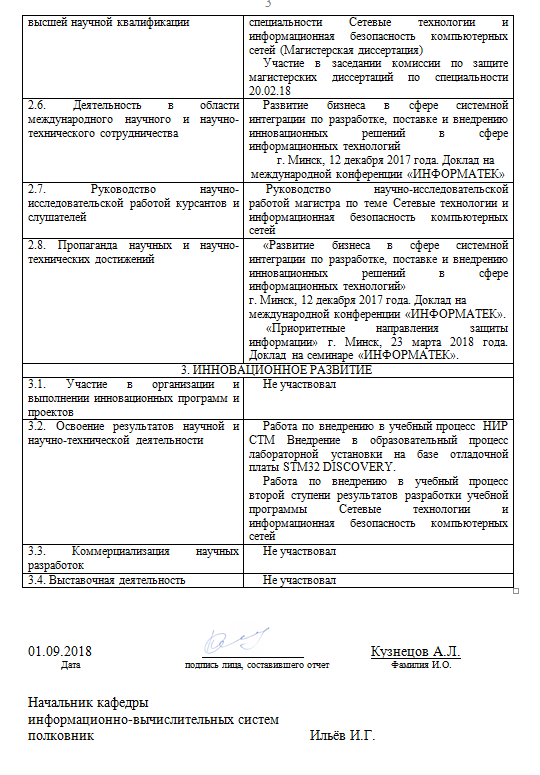 3
высшей научной квалификации
специальности Сетевые технологии и
информационная безопасность компьютерных
сетей (Магистерская диссертация)
Участие в заседании комиссии по защите
магистерских диссертаций по специальности
20.02.18
2.6. Деятельность в области
международного научного и научно-
технического сотрудничества
Развитие бизнеса в сфере системной
интеграции по разработке, поставке и внедрению
инновационных решений в сфере
информационных технологий
г. Минск, 12 декабря 2017 года. Доклад на
международной конференции «ИНФОРМАТЕК»
2.7. Руководство научно-
исследовательской работой курсантов и
слушателей
Руководство научно-исследовательской
работой магистра по теме Сетевые технологии и
информационная безопасность компьютерных
сетей
2.8. Пропаганда научных и научно-
технических достижений
«Развитие бизнеса в сфере системной
интеграции по разработке, поставке и внедрению
инновационных решений в сфере
информационных технологий»
г. Минск, 12 декабря 2017 года. Доклад на
международной конференции «ИНФОРМАТЕК».
«Приоритетные направления защиты
информации» г. Минск, 23 марта 2018 года.
Доклад на семинаре «ИНФОРМАТЕК».
3. ИННОВАЦИОННОЕ РАЗВИТИЕ
3.1. Участие в организации и
выполнении инновационных программ и
проектов
Не участвовал
3.2. Освоение результатов научной и
научно-технической деятельности
Работа по внедрению в учебный процесс НИР
СТМ Внедрение в образовательный процесс
лабораторной установки на базе отладочной
платы STM32 DISCOVERY.
Работа по внедрению в учебный процесс
второй ступени результатов разработки учебной
программы Сетевые технологии и
информационная безопасность компьютерных
сетей
3.3. Коммерциализация научных
разработок
Не участвовал
3.4. Выставочная деятельность
Не участвовал
01.09.2018
Кузнецов А.Л.
Дата
подпись лица, составившего отчет
Фамилия И.О.
Начальник кафедры
информационно-вычислительных систем
полковник
Ильёв И.Г.